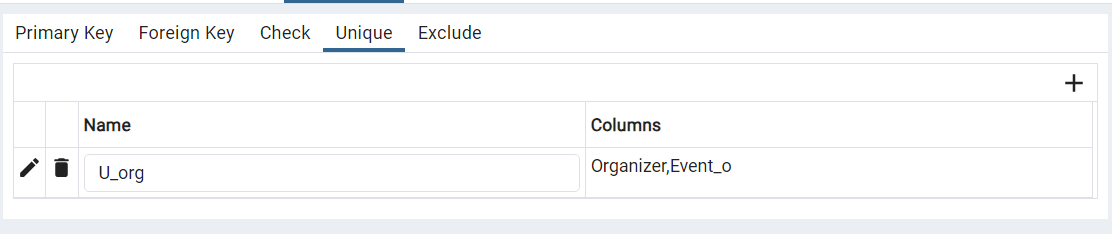 Primary Key Foreign Key Check Unique Exclude
Name Columns
U_org Organizer,Event_o